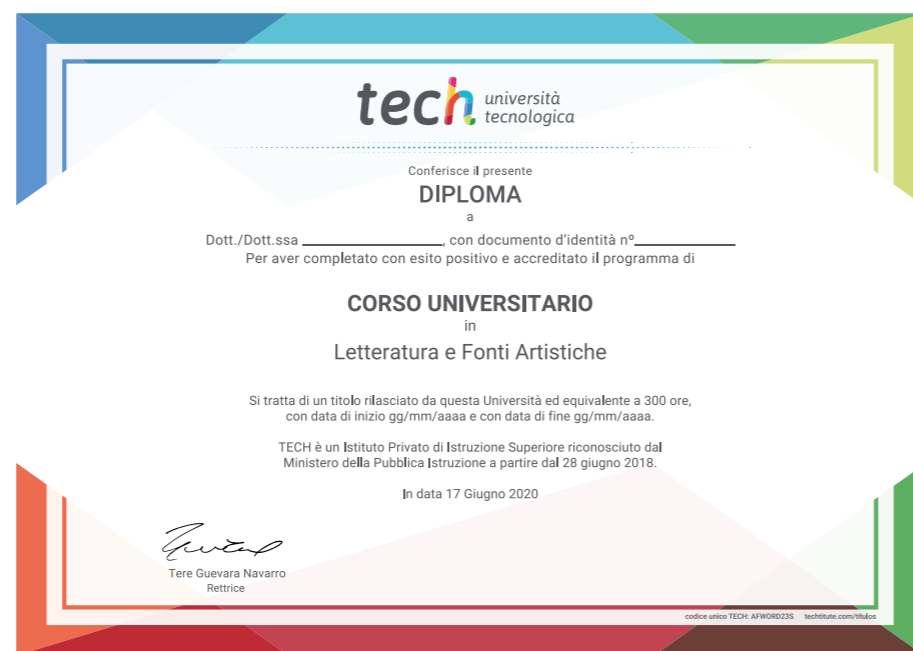 tech università
tecnologica
Conferisce il presente
DIPLOMA
a
Dott./Dott.ssa _________________, con documento d'identità nº____________
Per aver completato con esito positivo e accreditato il programma di
CORSO UNIVERSITARIO
in
Letteratura e Fonti Artistiche
Si tratta di un titolo rilasciato da questa Università ed equivalente a 300 ore,
con data di inizio gg/mm/aaaa e con data di fine gg/mm/aaaa.
TECH è un Istituto Privato di Istruzione Superiore riconosciuto dal
Ministero della Pubblica Istruzione a partire dal 28 giugno 2018.
In data 17 Giugno 2020
Tere Guevara Navarro
Rettrice
codice unico TECH: AFWORD23S techtitute.com/titulos